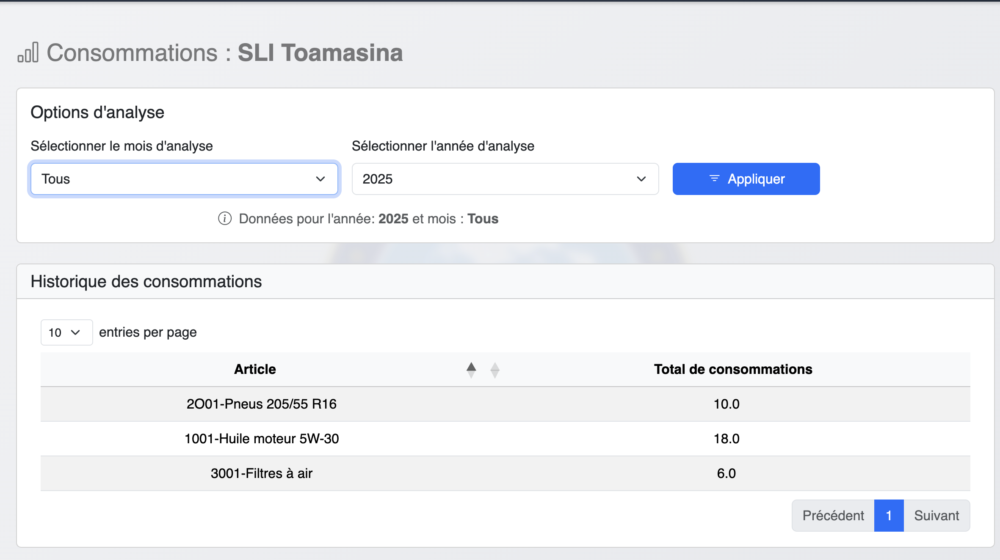 Consommations : SLI Toamasina
Options d'analyse
Sélectionner le mois d'analyse
Tous
Sélectionner l'année d'analyse
2025
Appliquer
Données pour l'année: 2025 et mois : Tous
Historique des consommations
10 entries per page
Article Total de consommations
2O01-Pneus 205/55 R16 10.0
1001-Huile moteur 5W-30 18.0
3001-Filtres à air 6.0
Précédent 1 Suivant